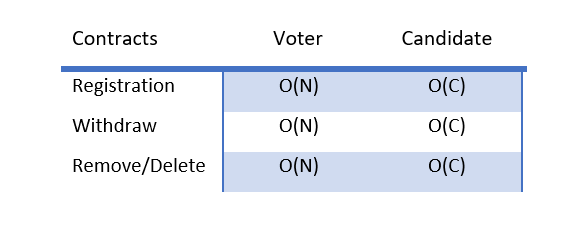 Contracts Voter Candidate
Registration O(N) O(C)
Withdraw O(N) O(C)
Remove/Delete O(N) O(C)